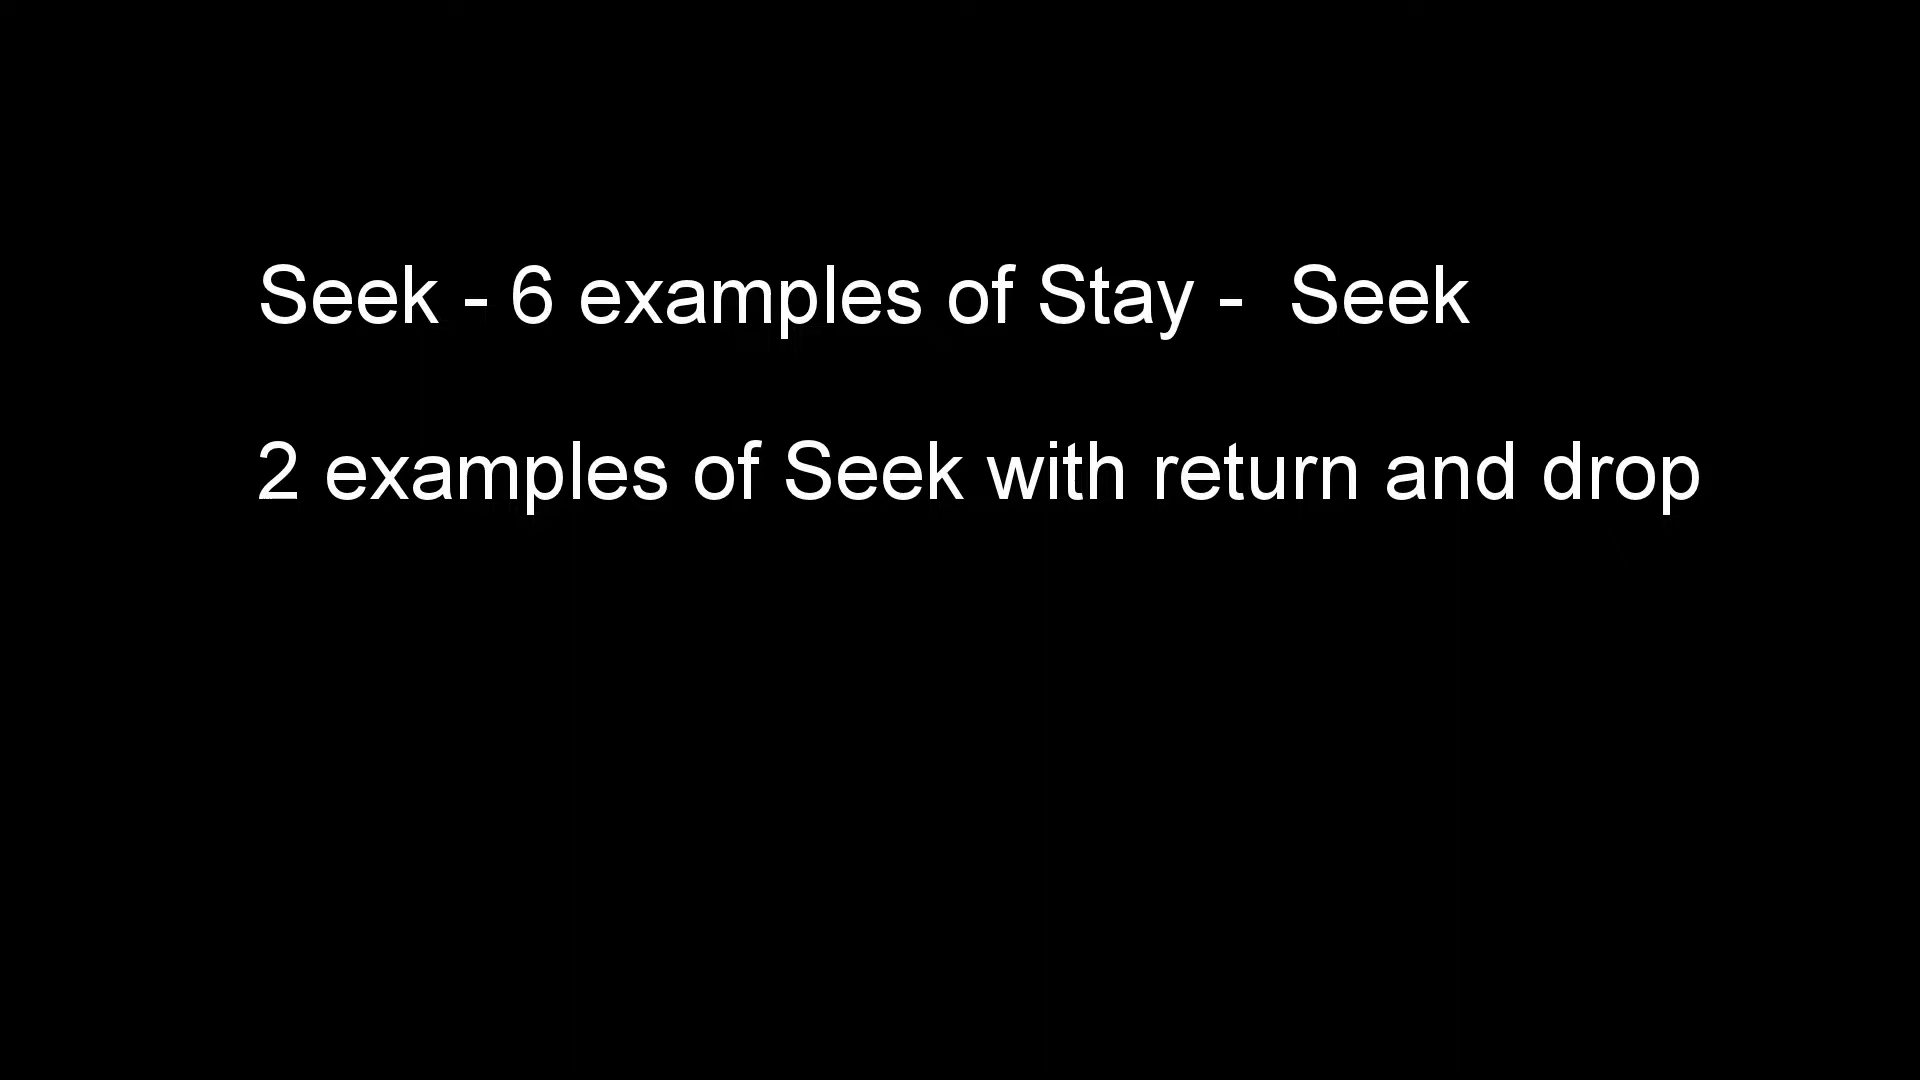 Seek - 6 examples of Stay -  Seek
2 examples of Seek with return and drop